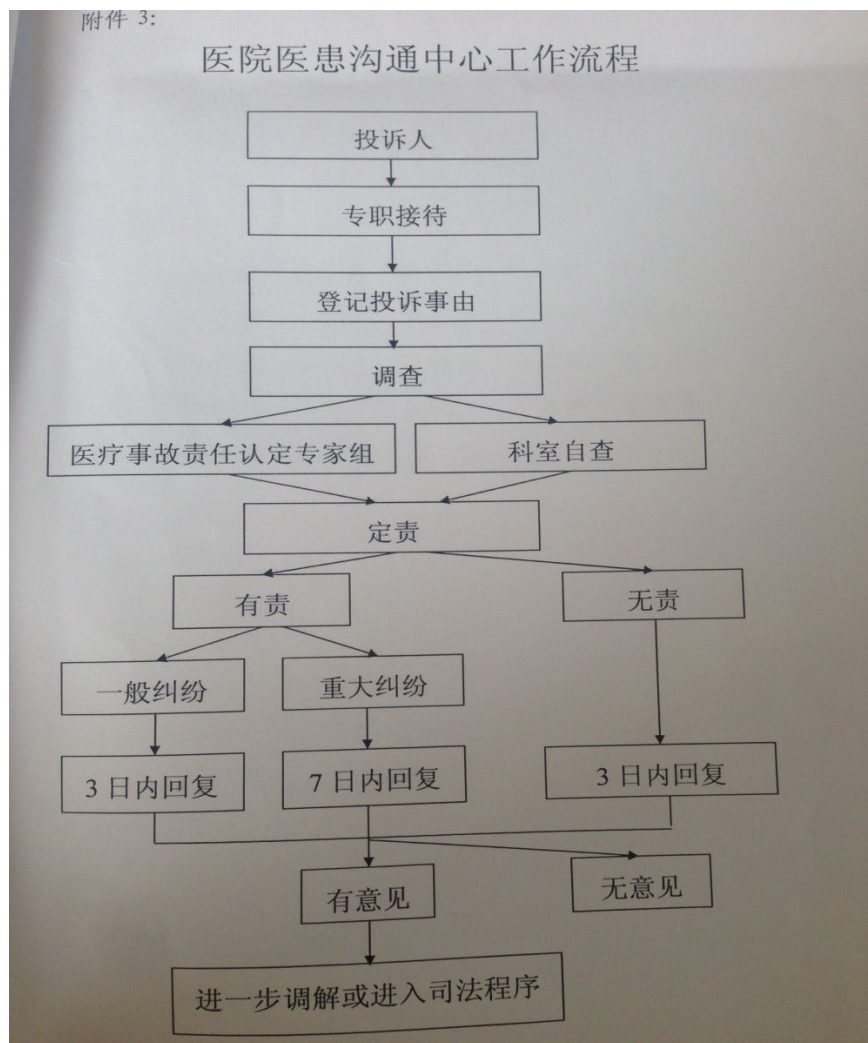 附件 3:
医院医患沟通中心工作流程
投诉人
专职接待
登记投诉事由
调查
医疗事故责任认定专家组
科室自查
定责
有责
无责
一般纠纷
重大纠纷
3 日内回复
7 日内回复
3 日内回复
有意见
无意见
进一步调解或进入司法程序